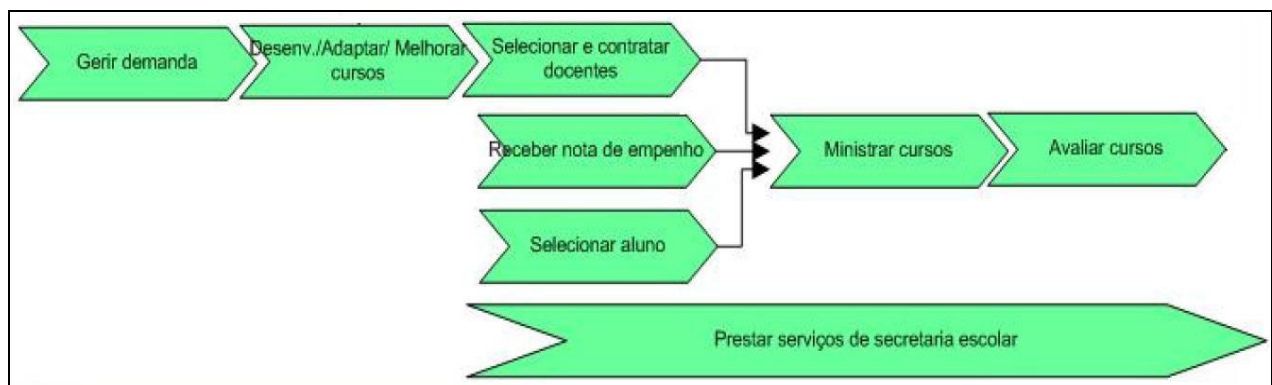 Gerir demanda
Desenv./Adaptar/ Melhorar
cursos
Selecionar e contratar
docentes
Receber nota de empenho
Ministrar cursos
Avaliar cursos
Selecionar aluno
Prestar serviços de secretaria escolar